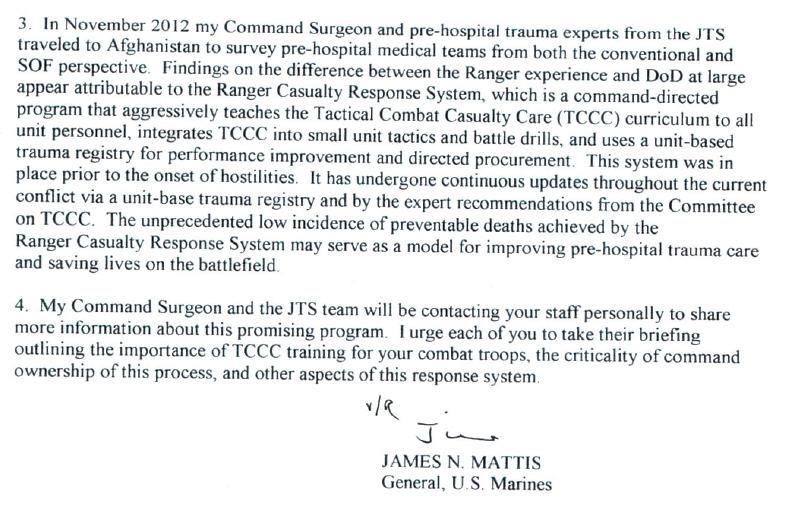 3. In November 2012 my Command Surgeon and pre-hospital trauma experts from the JTS
traveled to Afghanistan to survey pre-hospital medical teams from both the conventional and
SOF perspective. Findings on the difference between the Ranger experience and DoD at large
appear attributable to the Ranger Casualty Response System, which is a command-directed
program that aggressively teaches the Tactical Combat Casualty Care (TCCC) curriculum to all
unit personnel, integrates TCCC into small unit tactics and battle drills, and uses a unit-based
trauma registry for performance improvement and directed procurement. This system was in
place prior to the onset of hostilities. It has undergone continuous updates throughout the current
conflict via a unit-base trauma registry and by the expert recommendations from the Committee
on TCCC. The unprecedented low incidence of preventable deaths achieved by the
Ranger Casualty Response System may serve as a model for improving pre-hospital trauma care
and saving lives on the battlefield.
4. My Command Surgeon and the JTS team will be contacting your staff personally to share
more information about this promising program. I urge each of you to take their briefing
outlining the importance of TCCC training for your combat troops, the criticality of command
ownership of this process, and other aspects of this response system.
v/R
Jim
JAMES N. MATTIS
General, U.S. Marines